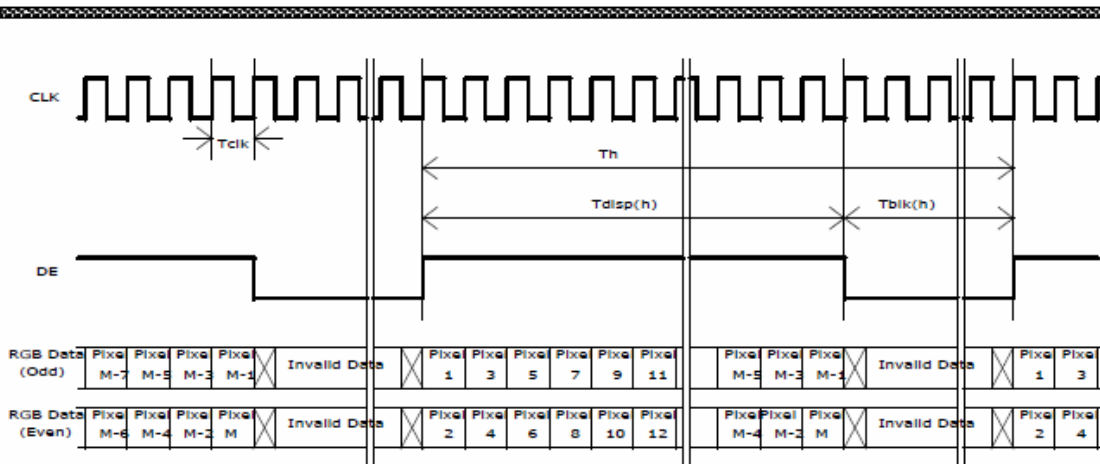 CLK
Tclk
Th
Tdisp(h)
Tblk(h)
DE
RGB Data Pixel Pixel Pixel Pixel Pixel Pixel Pixel Pixel Pixel Pixel Pixel Pixel Pixel Pixel Pixel
(Odd) M-7 M-5 M-3 M-1 Invalid Data 1 3 5 7 9 11 M-5 M-3 M-1 Invalid Data 1 3
RGB Data Pixel Pixel Pixel Pixel Pixel Pixel Pixel Pixel Pixel Pixel Pixel Pixel Pixel Pixel Pixel
(Even) M-6 M-4 M-2 M Invalid Data 2 4 6 8 10 12 M-4 M-2 M Invalid Data 2 4